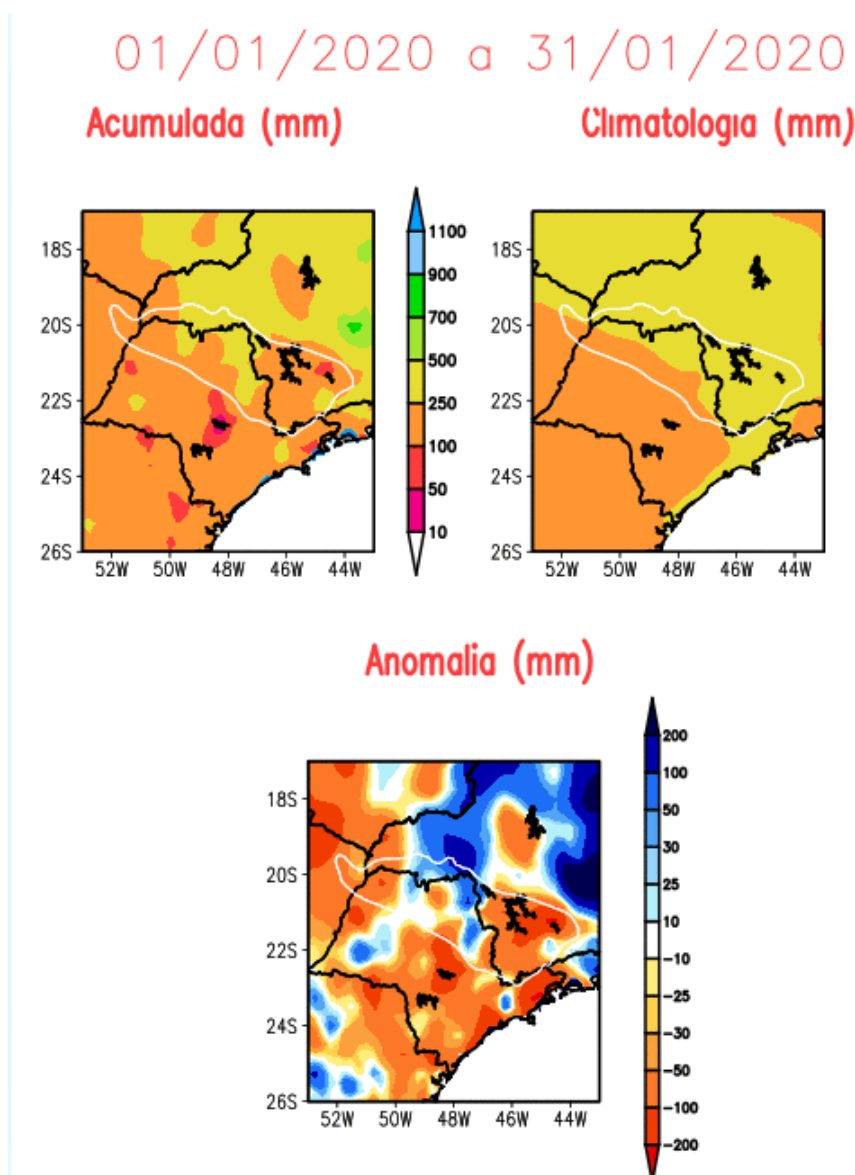 01/01/2020 a 31/01/2020
Acumulada (mm)
Climatologia (mm)
18S
20S
22S
24S
26S
52W 50W 48W 46W 44W
1100
900
700
500
250
100
50
10
18S
20S
22S
24S
26S
52W 50W 48W 46W 44W
Anomalia (mm)
18S
20S
22S
24S
26S
52W 50W 48W 46W 44W
200
100
50
30
25
10
-10
-25
-30
-50
-100
-200